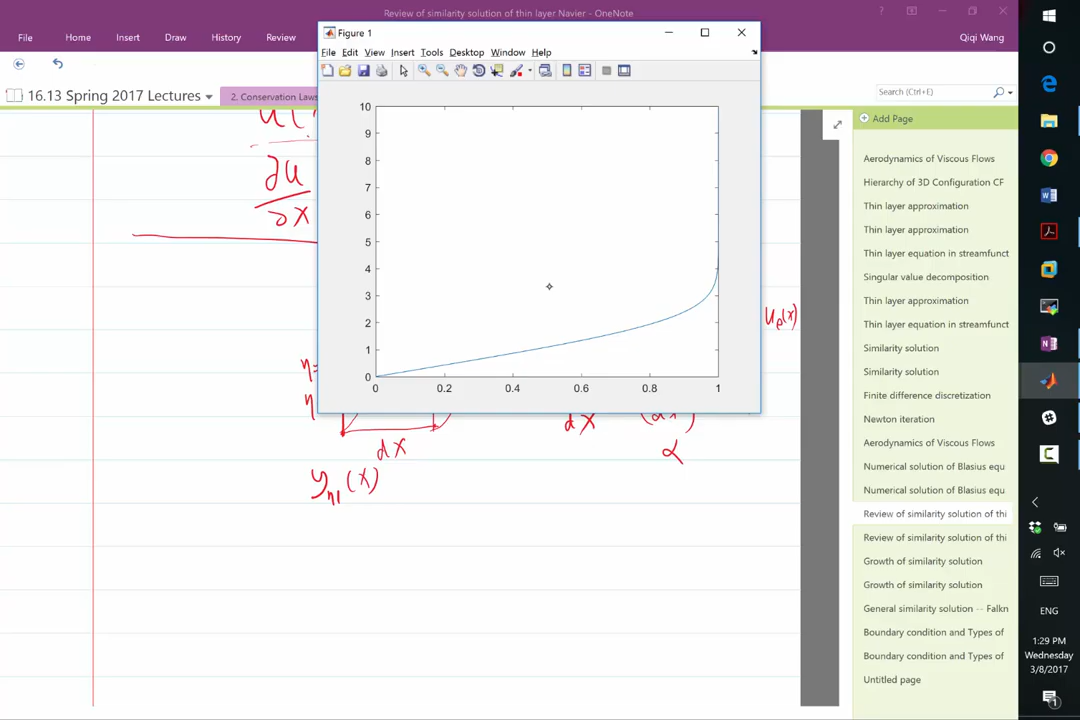 Review of similarity solution of thin layer Navier - OneNote
File Home Insert Draw History Review
Qiqi Wang
16.13 Spring 2017 Lectures
2. Conservation Laws
Search (Ctrl+E)
Figure 1
File Edit View Insert Tools Desktop Window Help
10
9
8
7
6
5
4
3
2
1
0
0 0.2 0.4 0.6 0.8 1
∂u
∂x
η=
η
dx
y_η1(x)
dx
α
u_e(x)
Add Page
Aerodynamics of Viscous Flows
Hierarchy of 3D Configuration CF
Thin layer approximation
Thin layer approximation
Thin layer equation in streamfunct
Singular value decomposition
Thin layer approximation
Thin layer equation in streamfunct
Similarity solution
Similarity solution
Finite difference discretization
Newton iteration
Aerodynamics of Viscous Flows
Numerical solution of Blasius equ
Numerical solution of Blasius equ
Review of similarity solution of thi
Review of similarity solution of thi
Growth of similarity solution
Growth of similarity solution
General similarity solution -- Falkn
Boundary condition and Types of
Boundary condition and Types of
Untitled page
ENG
1:29 PM
Wednesday
3/8/2017
1